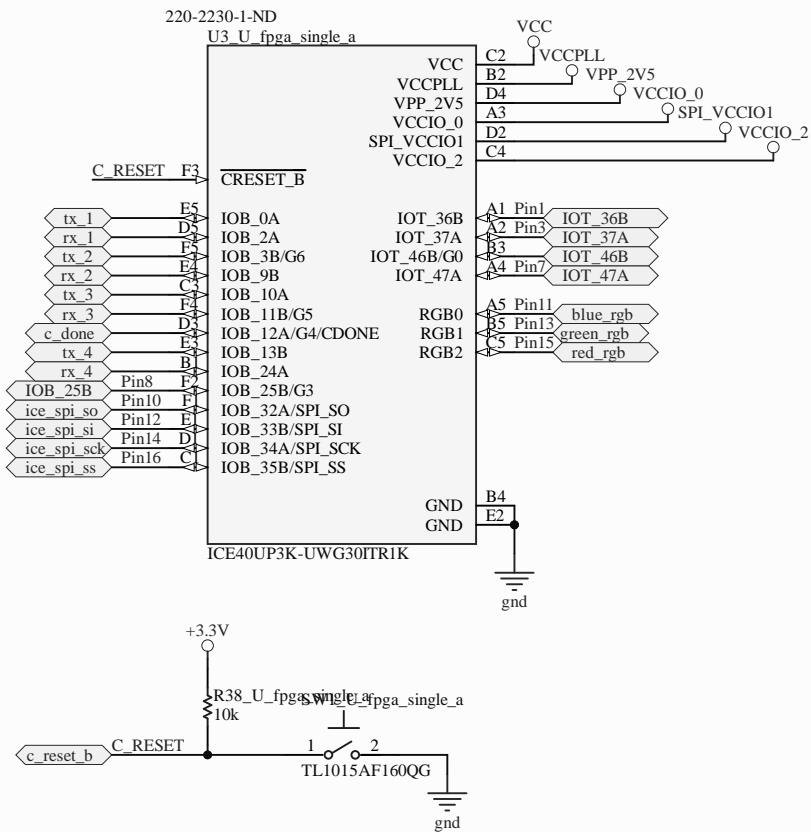 220-2230-1-ND
U3_U_fpga_single_a
VCC C2 VCC
VCCPLL B2 VCCPLL
VPP_2V5 D4 VPP_2V5
VCCIO_0 A3 VCCIO_0
SPI_VCCIO1 D2 SPI_VCCIO1
VCCIO_2 C4 VCCIO_2
C_RESET F3 CRESET_B
tx_1 E5 IOB_0A IOT_36B A1 Pin1 IOT_36B
rx_1 D5 IOB_2A IOT_37A A2 Pin3 IOT_37A
tx_2 F5 IOB_3B/G6 IOT_46B/G0 B3 IOT_46B
rx_2 E4 IOB_9B IOT_47A A4 Pin7 IOT_47A
tx_3 C3 IOB_10A
rx_3 F4 IOB_11B/G5 RGB0 A5 Pin11 blue_rgb
c_done D3 IOB_12A/G4/CDONE RGB1 B5 Pin13 green_rgb
tx_4 E3 IOB_13B RGB2 C5 Pin15 red_rgb
rx_4 B IOB_24A
IOB_25B Pin8 F2 IOB_25B/G3
ice_spi_so Pin10 F IOB_32A/SPI_SO
ice_spi_si Pin12 E IOB_33B/SPI_SI
ice_spi_sck Pin14 D IOB_34A/SPI_SCK
ice_spi_ss Pin16 C IOB_35B/SPI_SS
GND B4
GND E2
ICE40UP3K-UWG30ITR1K
gnd
+3.3V
R38_U_fpga_single_a
SW1_U_fpga_single_a
10k
c_reset_b C_RESET 1 2
TL1015AF160QG
gnd